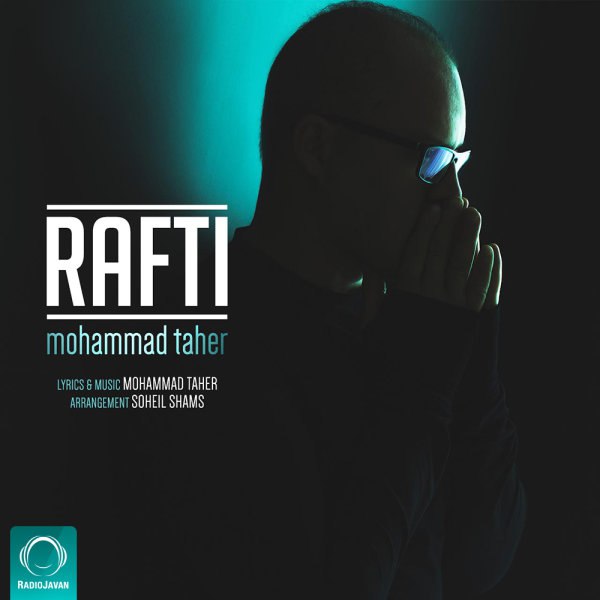 RAFTI
mohammad taher
LYRICS & MUSIC MOHAMMAD TAHER
ARRANGEMENT SOHEIL SHAMS
RADIOJAVAN